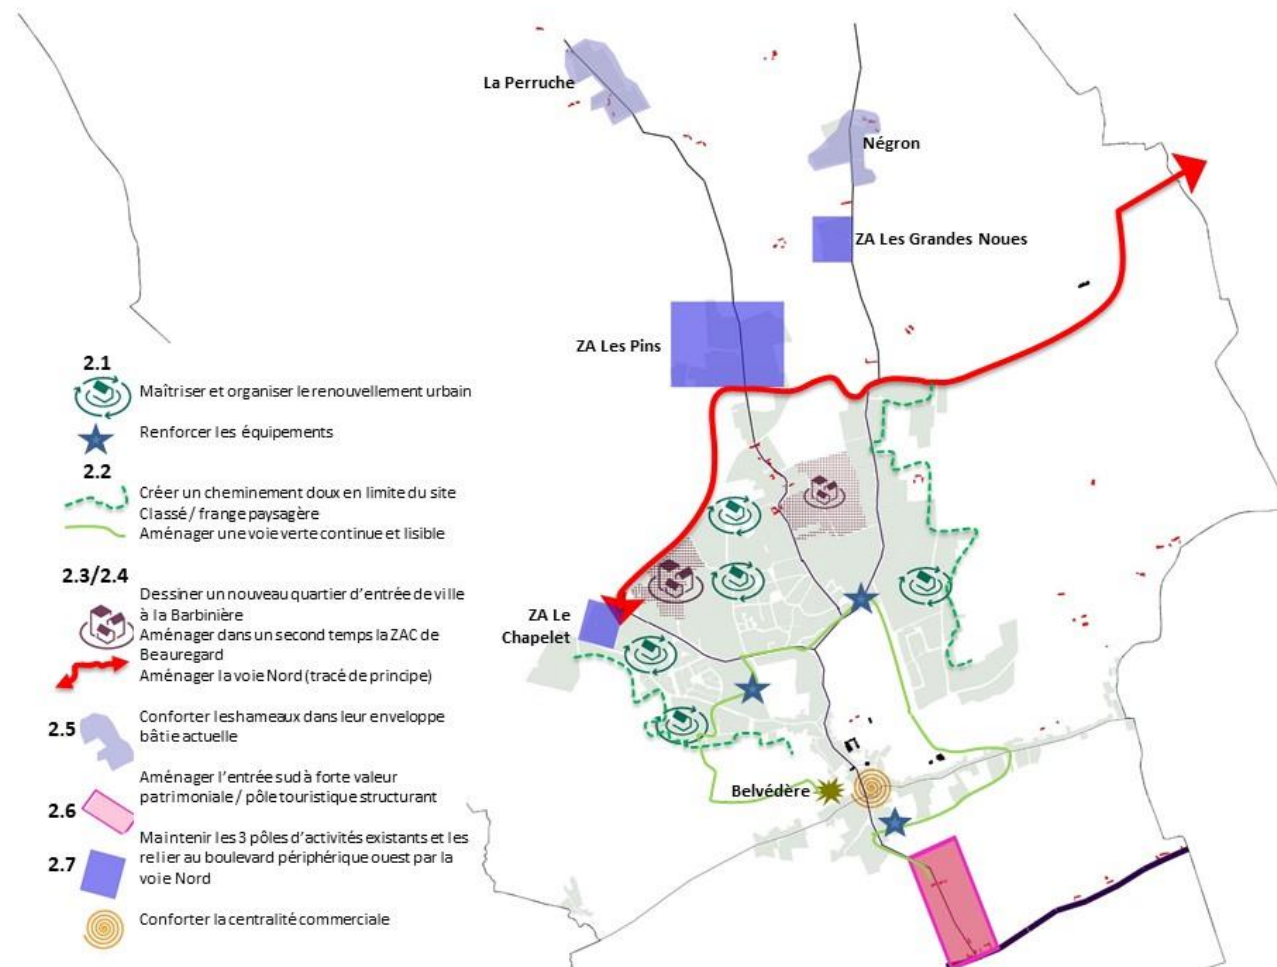 La Perruche
Négron
ZA Les Grandes Noues
ZA Les Pins
ZA Le
Chapelet
Belvédère
2.1
Maîtriser et organiser le renouvellement urbain
Renforcer les équipements
2.2
Créer un cheminement doux en limite du site
Classé / frange paysagère
Aménager une voie verte continue et lisible
2.3/2.4
Dessiner un nouveau quartier d'entrée de ville
à la Barbinière
Aménager dans un second temps la ZAC de
Beauregard
Aménager la voie Nord (tracé de principe)
2.5
Conforter les hameaux dans leur enveloppe
bâtie actuelle
Aménager l'entrée sud à forte valeur
patrimoniale / pôle touristique structurant
2.6
Maintenir les 3 pôles d'activités existants et les
relier au boulevard périphérique ouest par la
voie Nord
2.7
Conforter la centralité commerciale